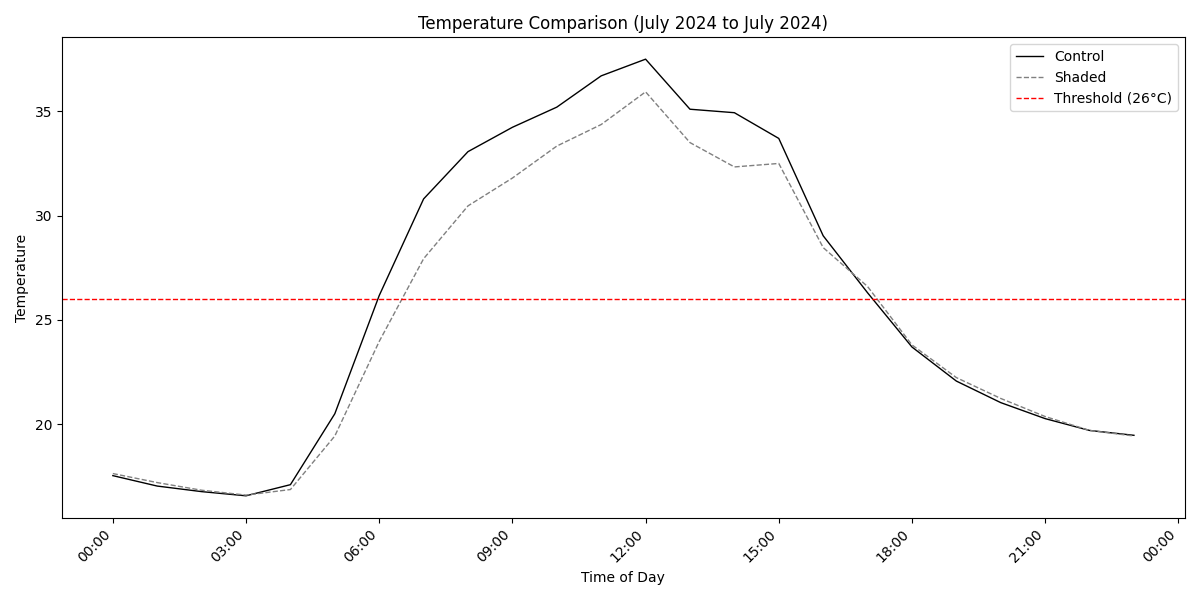 Temperature Comparison (July 2024 to July 2024)
Control
Shaded
Threshold (26°C)
Temperature
35
30
25
20
00:00
03:00
06:00
09:00
12:00
15:00
18:00
21:00
00:00
Time of Day